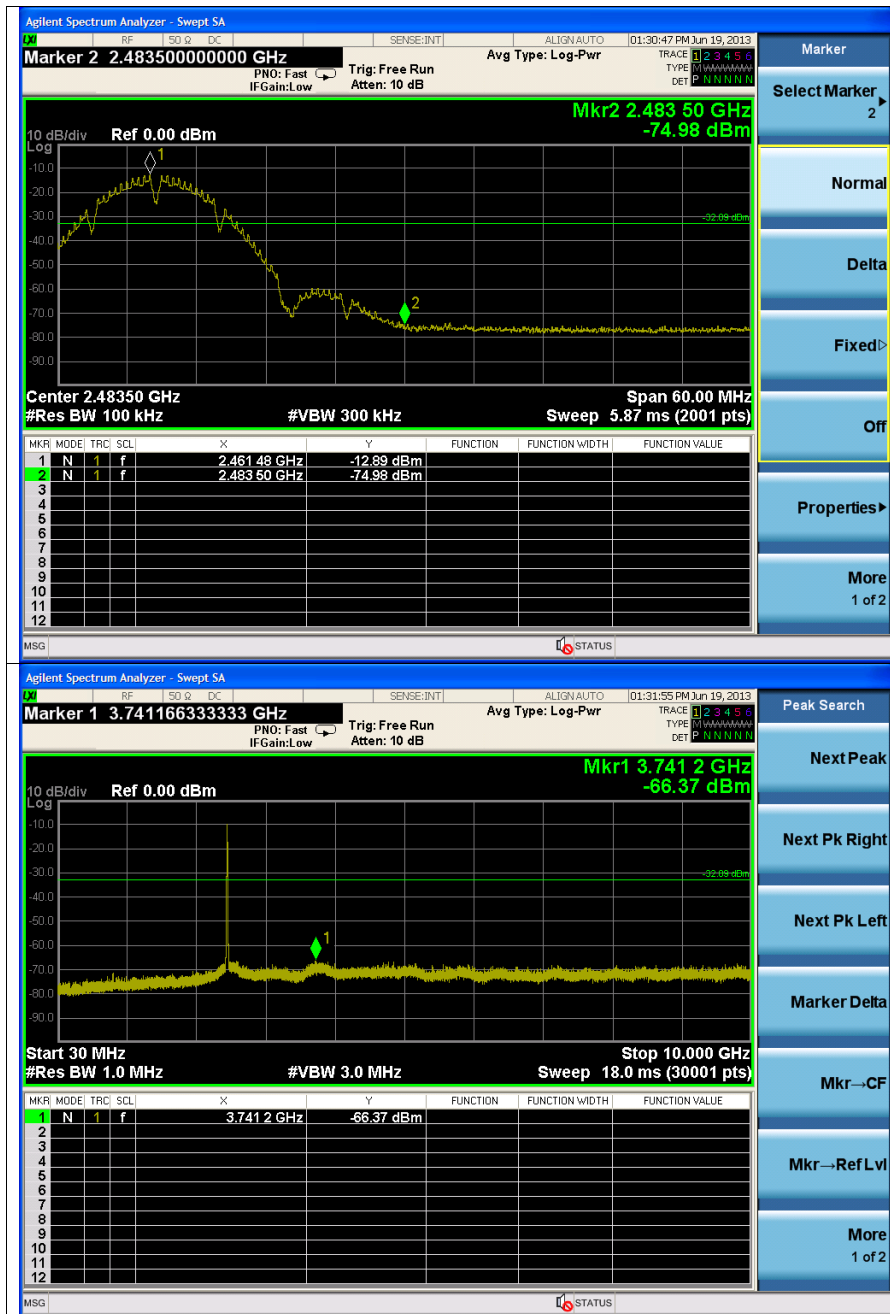 Agilent Spectrum Analyzer - Swept SA
LXI RF 50 Ω DC SENSE:INT ALIGNAUTO 01:30:47 PM Jun 19, 2013
Marker 2 2.483500000000 GHz
PNO: Fast
IFGain:Low
Trig: Free Run
Atten: 10 dB
Avg Type: Log-Pwr
TRACE 1 2 3 4 5 6
TYPE M WWWWW
DET P N N N N N
Mkr2 2.483 50 GHz
-74.98 dBm
10 dB/div Ref 0.00 dBm
Log
1
-10.0
-20.0
-30.0
-32.89 dBm
-40.0
-50.0
-60.0
-70.0
2
-80.0
-90.0
Center 2.48350 GHz Span 60.00 MHz
#Res BW 100 kHz #VBW 300 kHz Sweep 5.87 ms (2001 pts)
MKR MODE TRC SCL X Y FUNCTION FUNCTION WIDTH FUNCTION VALUE
1 N 1 f 2.461 48 GHz -12.89 dBm
2 N 1 f 2.483 50 GHz -74.98 dBm
3
4
5
6
7
8
9
10
11
12
MSG STATUS
Marker
Select Marker
2
Normal
Delta
Fixed
Off
Properties
More
1 of 2
Agilent Spectrum Analyzer - Swept SA
LXI RF 50 Ω DC SENSE:INT ALIGNAUTO 01:31:55 PM Jun 19, 2013
Marker 1 3.741166333333 GHz
PNO: Fast
IFGain:Low
Trig: Free Run
Atten: 10 dB
Avg Type: Log-Pwr
TRACE 1 2 3 4 5 6
TYPE M WWWWW
DET P N N N N N
Mkr1 3.741 2 GHz
-66.37 dBm
10 dB/div Ref 0.00 dBm
Log
-10.0
-20.0
-30.0
-32.89 dBm
-40.0
-50.0
-60.0
1
-70.0
-80.0
-90.0
Start 30 MHz Stop 10.000 GHz
#Res BW 1.0 MHz #VBW 3.0 MHz Sweep 18.0 ms (30001 pts)
MKR MODE TRC SCL X Y FUNCTION FUNCTION WIDTH FUNCTION VALUE
1 N 1 f 3.741 2 GHz -66.37 dBm
2
3
4
5
6
7
8
9
10
11
12
MSG STATUS
Peak Search
Next Peak
Next Pk Right
Next Pk Left
Marker Delta
Mkr→CF
Mkr→Ref Lvl
More
1 of 2